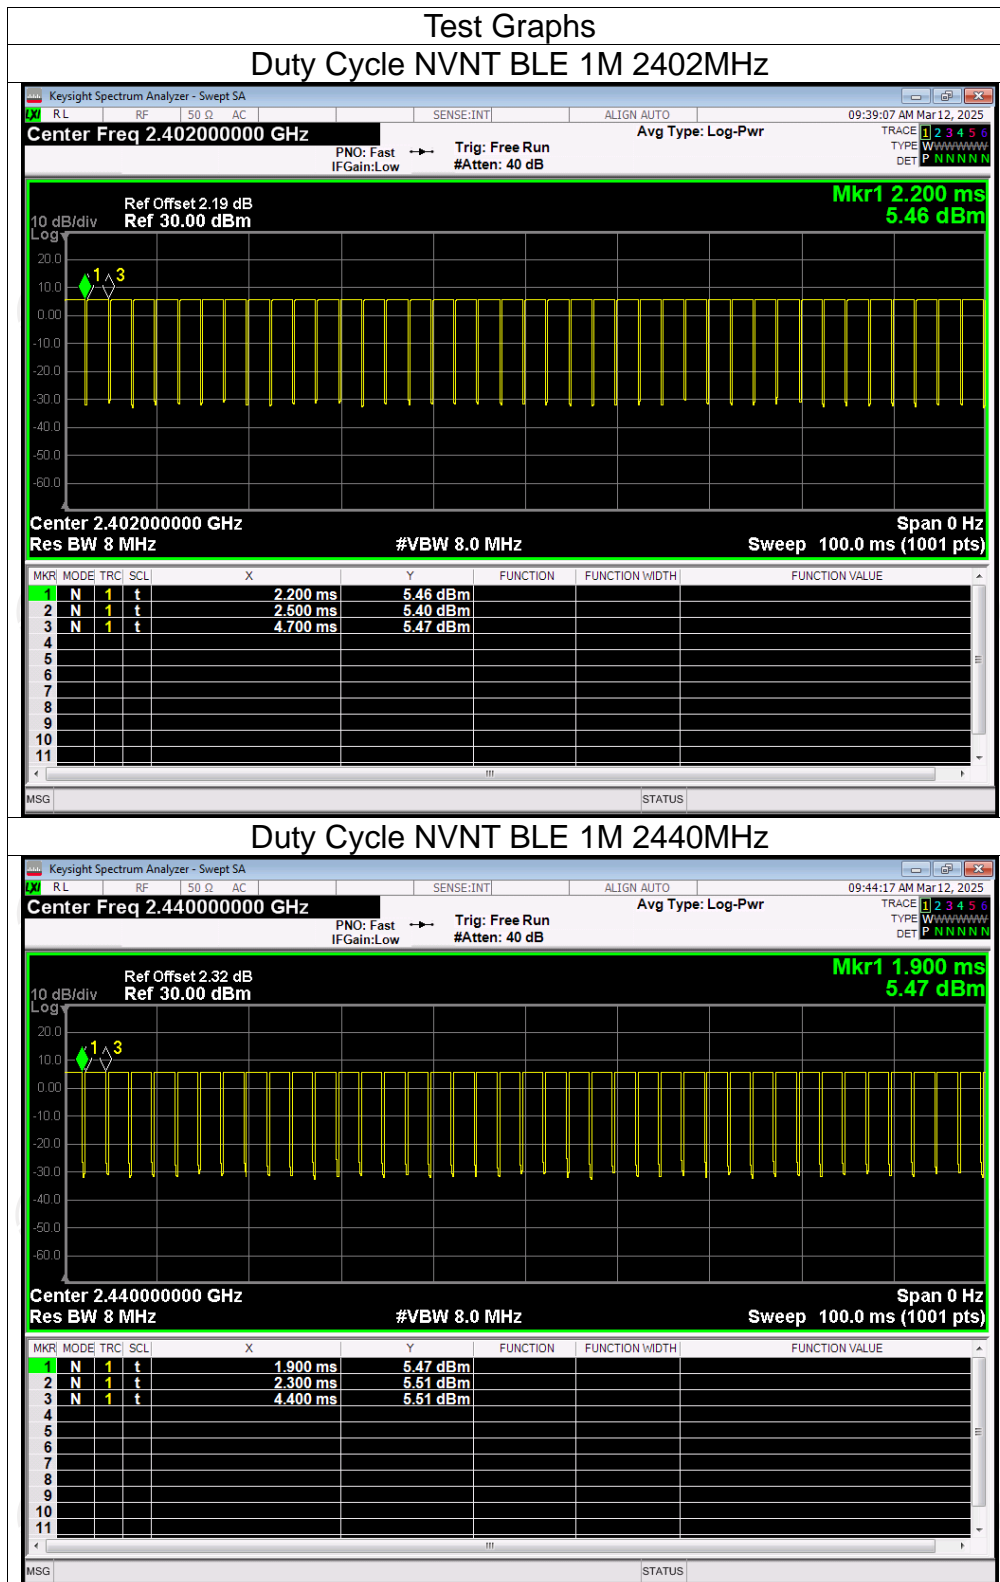 Test Graphs
Duty Cycle NVNT BLE 1M 2402MHz
Keysight Spectrum Analyzer - Swept SA
LXI RL RF 50 Ω AC SENSE:INT ALIGN AUTO 09:39:07 AM Mar 12, 2025
Center Freq 2.402000000 GHz Avg Type: Log-Pwr TRACE 1 2 3 4 5 6
PNO: Fast Trig: Free Run TYPE WWWWWWW
IFGain:Low #Atten: 40 dB DET P N N N N N
Mkr1 2.200 ms
Ref Offset 2.19 dB 5.46 dBm
10 dB/div Ref 30.00 dBm
Log
20.0
1 3
10.0
0.00
-10.0
-20.0
-30.0
-40.0
-50.0
-60.0
Center 2.402000000 GHz Span 0 Hz
Res BW 8 MHz #VBW 8.0 MHz Sweep 100.0 ms (1001 pts)
MKR MODE TRC SCL X Y FUNCTION FUNCTION WIDTH FUNCTION VALUE
1 N 1 t 2.200 ms 5.46 dBm
2 N 1 t 2.500 ms 5.40 dBm
3 N 1 t 4.700 ms 5.47 dBm
4
5
6
7
8
9
10
11
MSG STATUS
Duty Cycle NVNT BLE 1M 2440MHz
Keysight Spectrum Analyzer - Swept SA
LXI RL RF 50 Ω AC SENSE:INT ALIGN AUTO 09:44:17 AM Mar 12, 2025
Center Freq 2.440000000 GHz Avg Type: Log-Pwr TRACE 1 2 3 4 5 6
PNO: Fast Trig: Free Run TYPE WWWWWWW
IFGain:Low #Atten: 40 dB DET P N N N N N
Mkr1 1.900 ms
Ref Offset 2.32 dB 5.47 dBm
10 dB/div Ref 30.00 dBm
Log
20.0
1 3
10.0
0.00
-10.0
-20.0
-30.0
-40.0
-50.0
-60.0
Center 2.440000000 GHz Span 0 Hz
Res BW 8 MHz #VBW 8.0 MHz Sweep 100.0 ms (1001 pts)
MKR MODE TRC SCL X Y FUNCTION FUNCTION WIDTH FUNCTION VALUE
1 N 1 t 1.900 ms 5.47 dBm
2 N 1 t 2.300 ms 5.51 dBm
3 N 1 t 4.400 ms 5.51 dBm
4
5
6
7
8
9
10
11
MSG STATUS